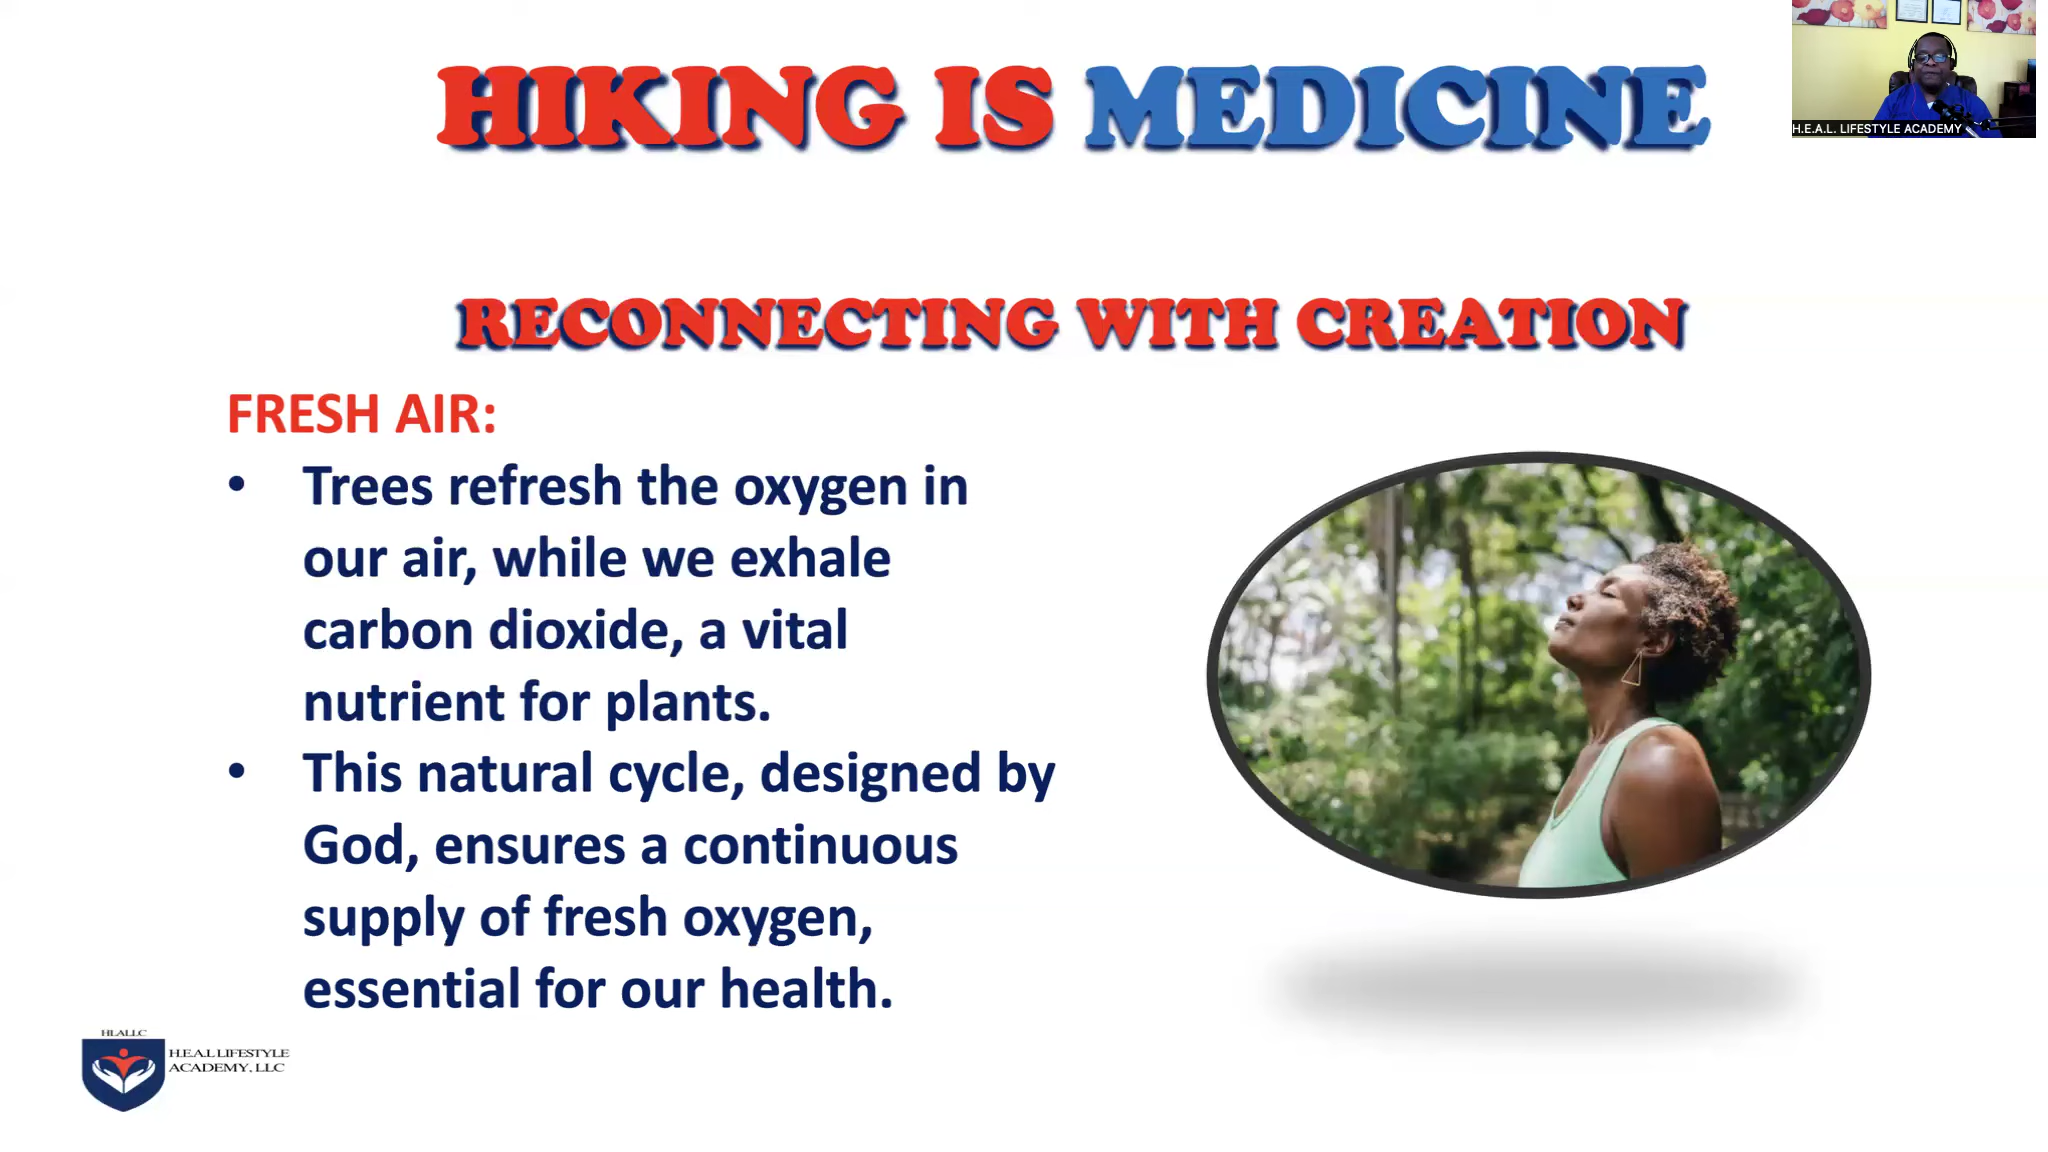 HIKING IS MEDICINE
H.E.A.L. LIFESTYLE ACADEMY
RECONNECTING WITH CREATION
FRESH AIR:
• Trees refresh the oxygen in
our air, while we exhale
carbon dioxide, a vital
nutrient for plants.
• This natural cycle, designed by
God, ensures a continuous
supply of fresh oxygen,
essential for our health.
HLALLC
H.E.A.L LIFESTYLE
ACADEMY, LLC